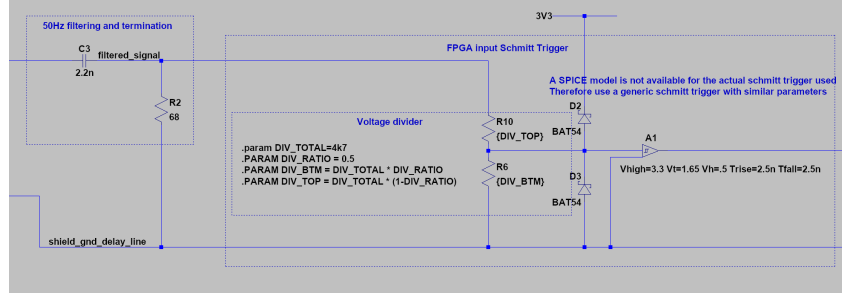 3V3
50Hz filtering and termination
FPGA input Schmitt Trigger
C3
filtered_signal
2.2n
A SPICE model is not available for the actual schmitt trigger used
Therefore use a generic schmitt trigger with similar parameters
R2
68
D2
BAT54
Voltage divider
R10
{DIV_TOP}
.param DIV_TOTAL=4k7
.PARAM DIV_RATIO = 0.5
.PARAM DIV_BTM = DIV_TOTAL * DIV_RATIO
.PARAM DIV_TOP = DIV_TOTAL * (1-DIV_RATIO)
A1
Vhigh=3.3 Vt=1.65 Vh=.5 Trise=2.5n Tfall=2.5n
R6
{DIV_BTM}
D3
BAT54
shield_gnd_delay_line